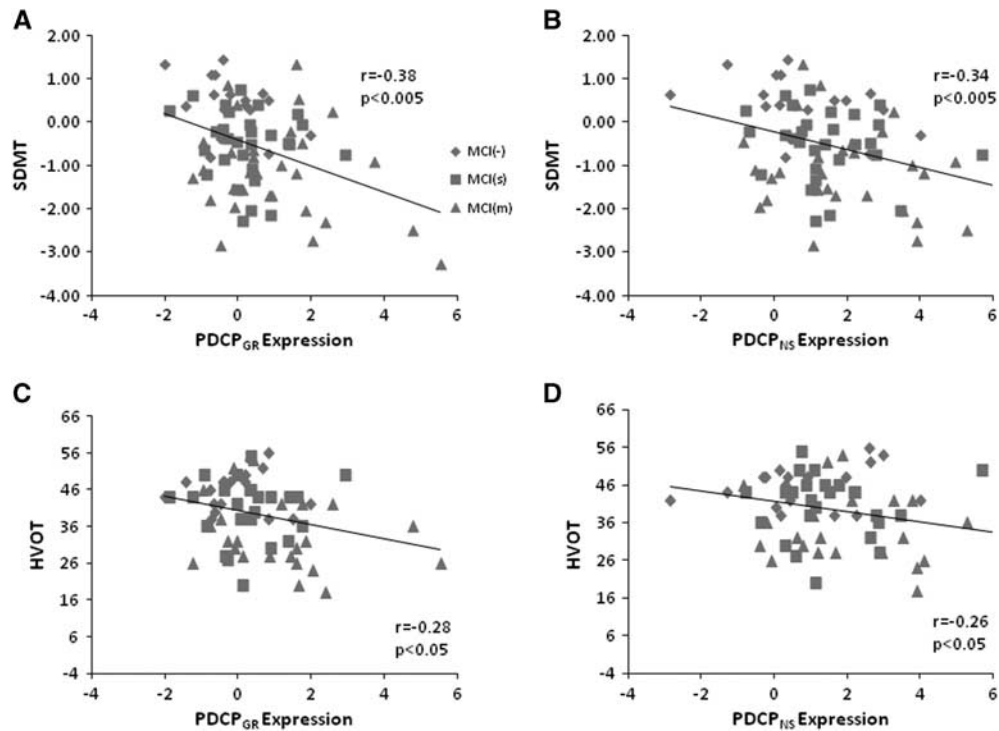 A
SDMT
2.00
1.00
0.00
-1.00
-2.00
-3.00
-4.00
-4
-2
0
2
4
6
PDCP_GR Expression
r=-0.38
p<0.005
MCI(-)
MCI(s)
MCI(m)
B
SDMT
2.00
1.00
0.00
-1.00
-2.00
-3.00
-4.00
-4
-2
0
2
4
6
PDCP_NS Expression
r=-0.34
p<0.005
C
HVOT
66
56
46
36
26
16
6
-4
-4
-2
0
2
4
6
PDCP_GR Expression
r=-0.28
p<0.05
D
HVOT
66
56
46
36
26
16
6
-4
-4
-2
0
2
4
6
PDCP_NS Expression
r=-0.26
p<0.05